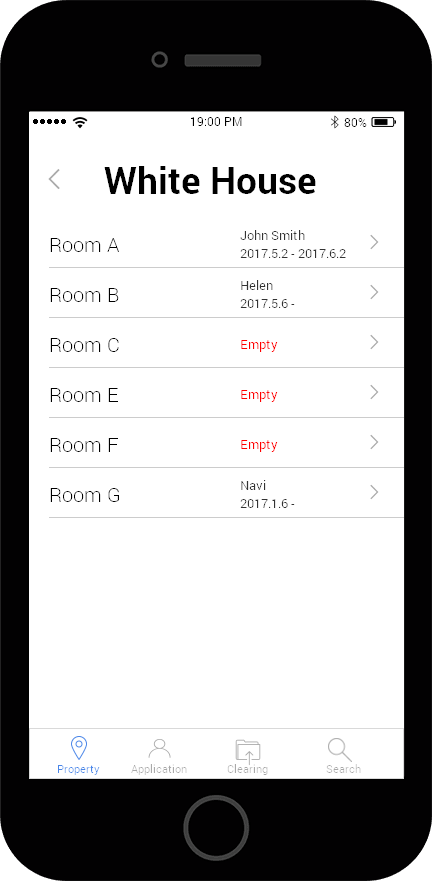 19:00 PM
80%
White House
Room A
John Smith
2017.5.2 - 2017.6.2
Room B
Helen
2017.5.6 -
Room C
Empty
Room E
Empty
Room F
Empty
Room G
Navi
2017.1.6 -
Property
Application
Clearing
Search